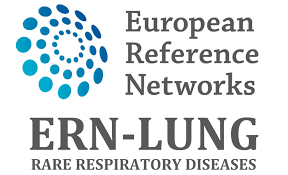 European
Reference
Networks
ERN-LUNG
RARE RESPIRATORY DISEASES